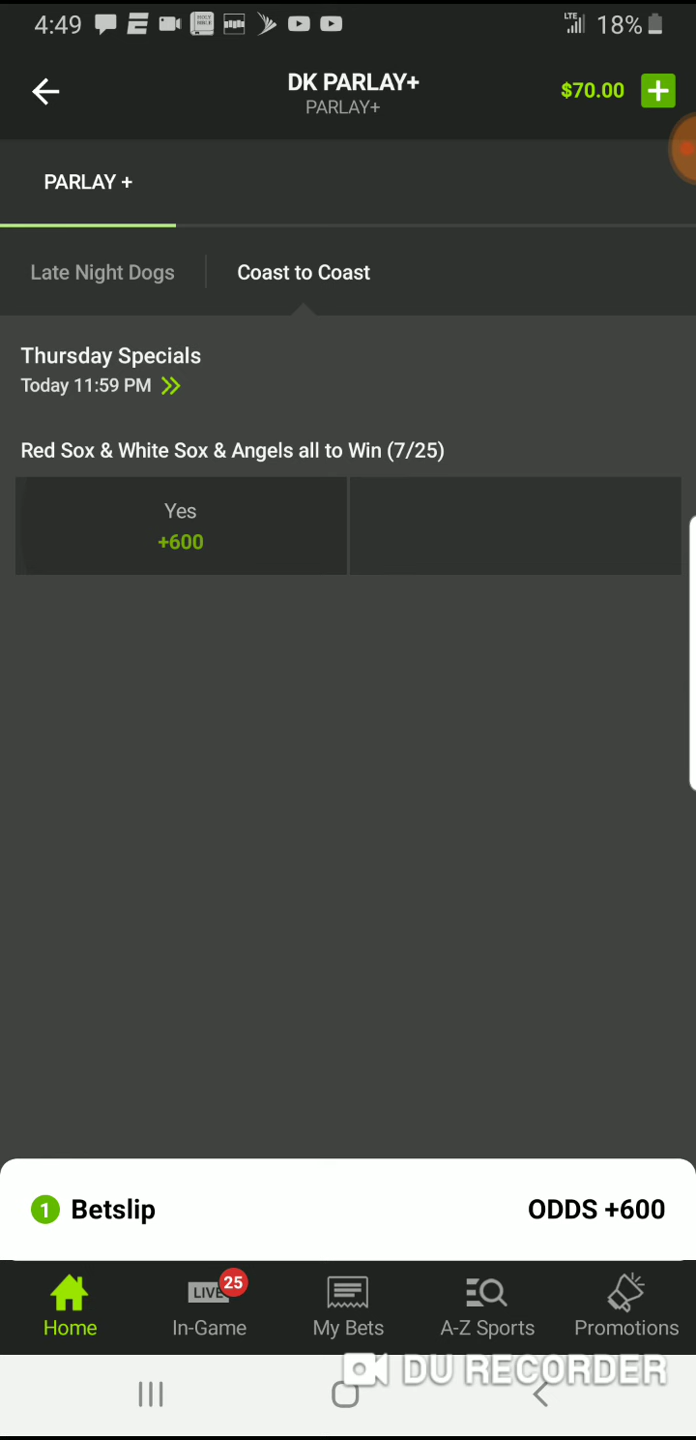 4:49 LTE 18%
DK PARLAY+
PARLAY+
$70.00
PARLAY +
Late Night Dogs Coast to Coast
Thursday Specials
Today 11:59 PM
Red Sox & White Sox & Angels all to Win (7/25)
Yes
+600
1 Betslip ODDS +600
LIVE 25
Home In-Game My Bets A-Z Sports Promotions
DU RECORDER